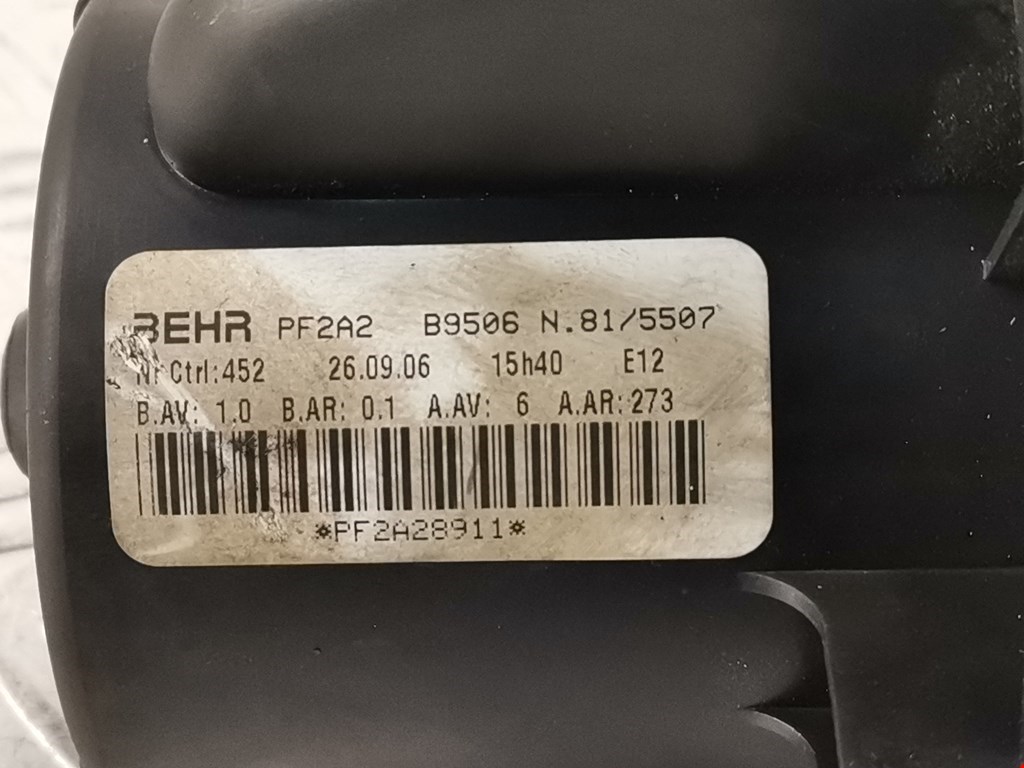 BEHR PF2A2 B9506 N.81/5507
Nr Ctrl:452 26.09.06 15h40 E12
B.AV: 1.0 B.AR: 0.1 A.AV: 6 A.AR:273
*PF2A28911*